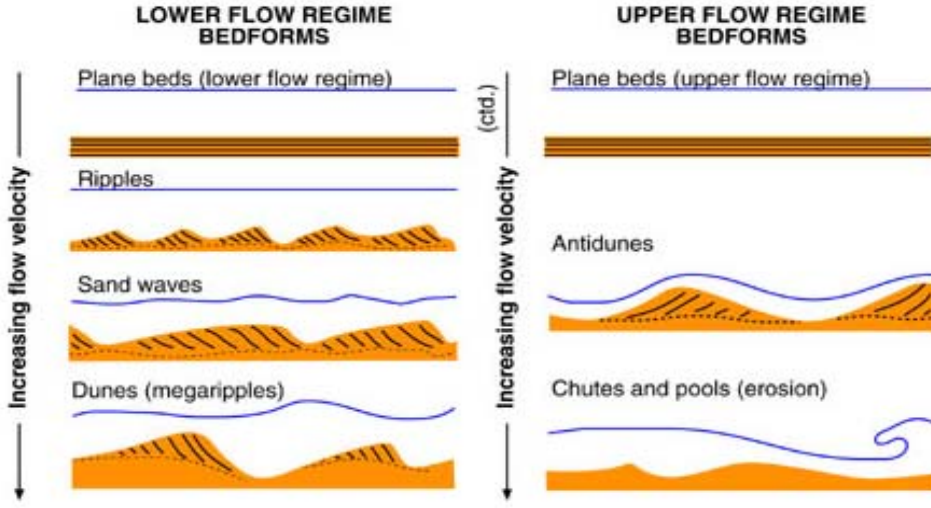 LOWER FLOW REGIME
BEDFORMS
Increasing flow velocity
Plane beds (lower flow regime)
Ripples
Sand waves
Dunes (megaripples)
UPPER FLOW REGIME
BEDFORMS
(ctd.)
Increasing flow velocity
Plane beds (upper flow regime)
Antidunes
Chutes and pools (erosion)